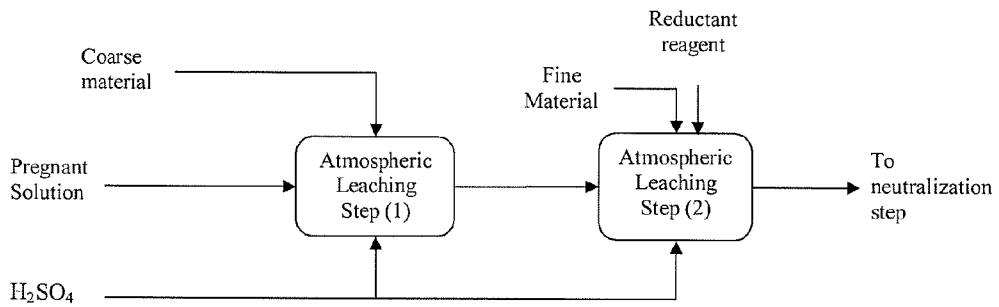 Reductant
reagent
Coarse
material
Fine
Material
Pregnant
Solution
Atmospheric
Leaching
Step (1)
Atmospheric
Leaching
Step (2)
To
neutralization
step
H₂SO₄